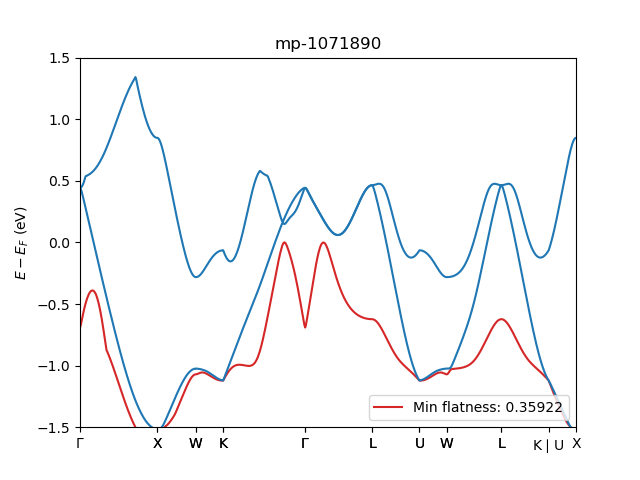 mp-1071890
1.5
1.0
0.5
0.0
−0.5
−1.0
−1.5
E − E_F (eV)
Min flatness: 0.35922
Γ X W K Γ L U W L K | U X